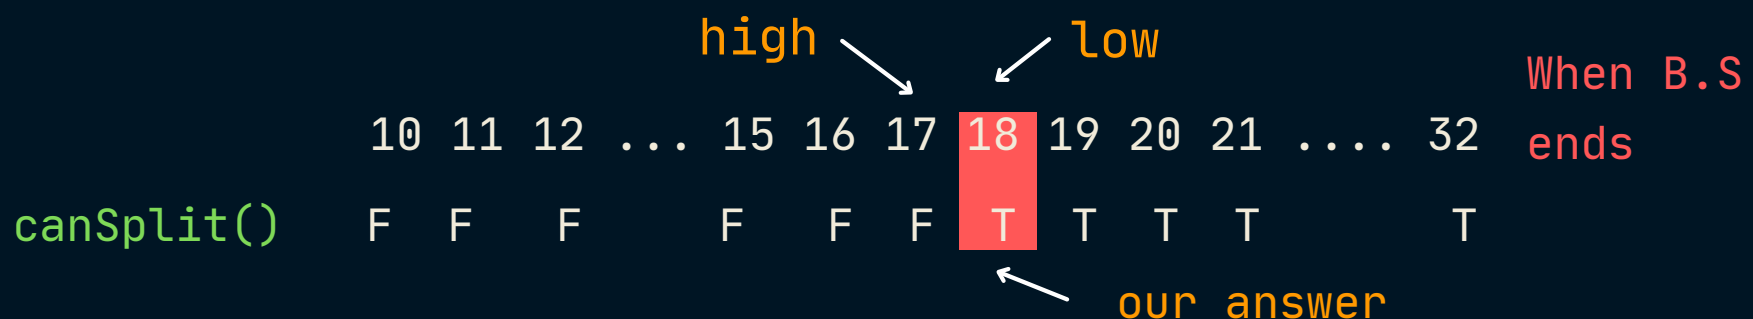 high low
When B.S
10 11 12 ... 15 16 17 18 19 20 21 .... 32
ends
canSplit() F F F F F F T T T T T
our answer